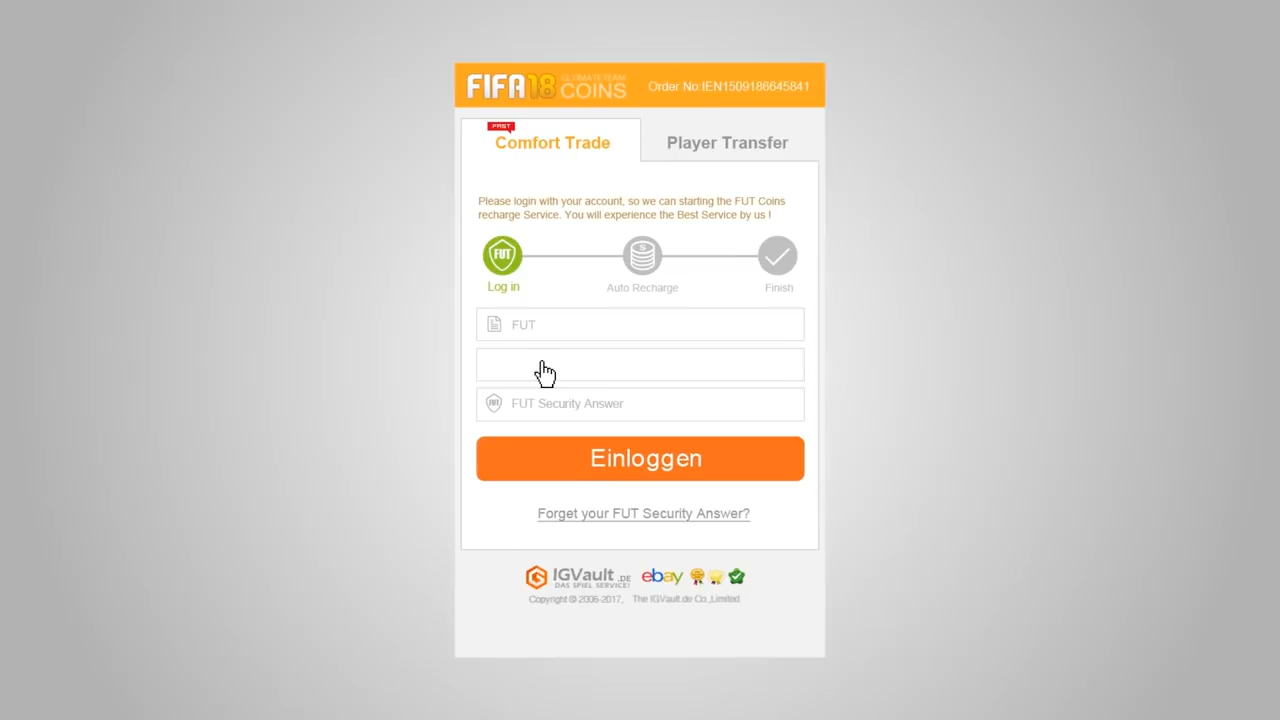 FIFA 18 ULTIMATE TEAM COINS
Order No:IEN1509186645841
FAST
Comfort Trade
Player Transfer
Please login with your account, so we can starting the FUT Coins
recharge Service. You will experience the Best Service by us !
FUT
$
Log in
Auto Recharge
Finish
FUT
FUT FUT Security Answer
Einloggen
Forget your FUT Security Answer?
IGVault.DE
DAS SPIEL SERVICE!
ebay
Copyright © 2006-2017, The IGVault.de Co.,Limited.